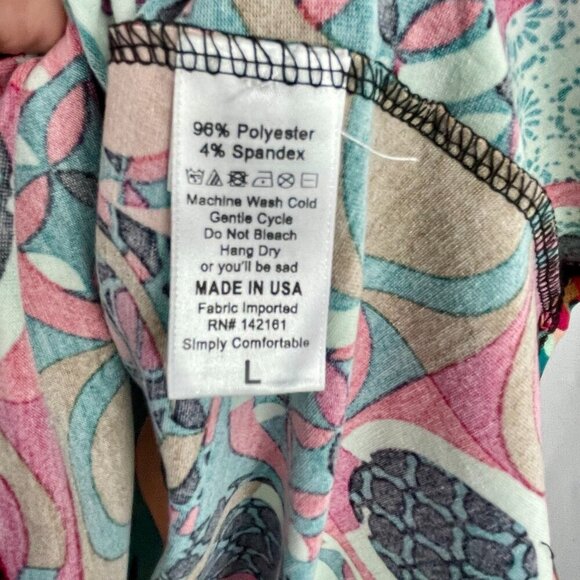 96% Polyester
4% Spandex
Machine Wash Cold
Gentle Cycle
Do Not Bleach
Hang Dry
or you'll be sad
MADE IN USA
Fabric Imported
RN# 142161
Simply Comfortable
L